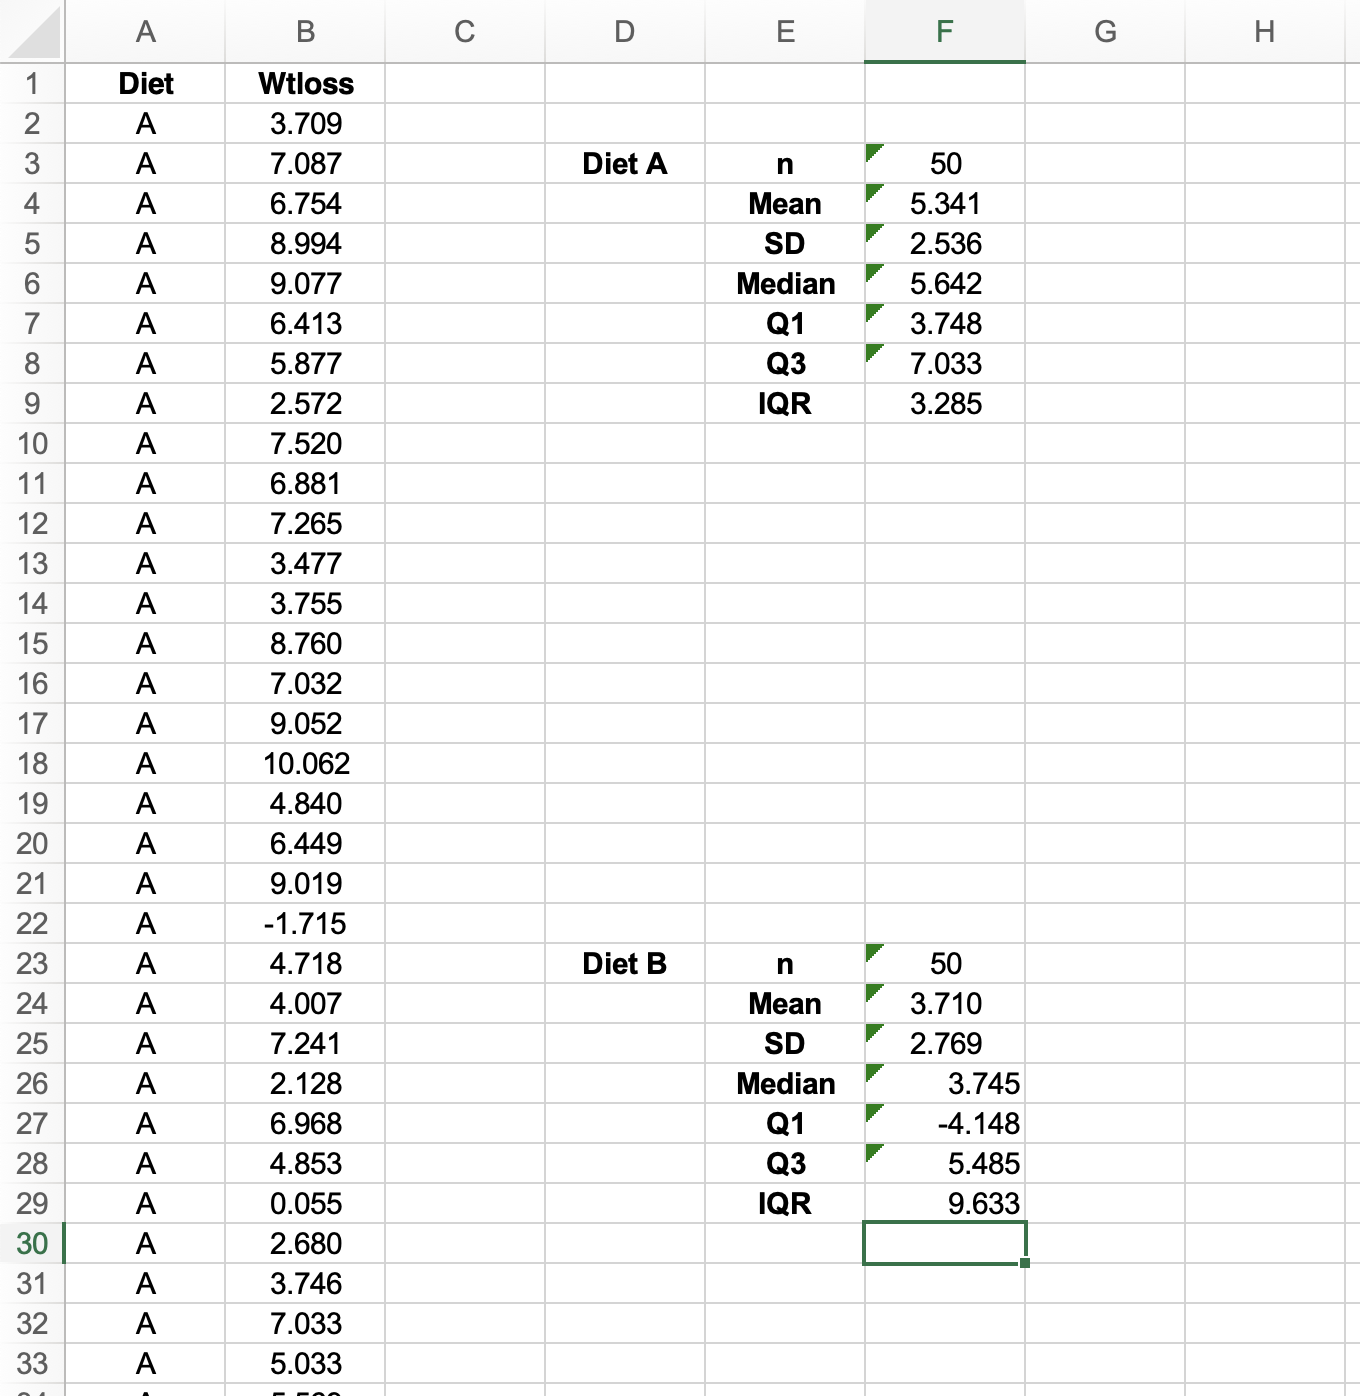 A B C D E F G H
1 Diet Wtloss
2 A 3.709
3 A 7.087 Diet A n 50
4 A 6.754 Mean 5.341
5 A 8.994 SD 2.536
6 A 9.077 Median 5.642
7 A 6.413 Q1 3.748
8 A 5.877 Q3 7.033
9 A 2.572 IQR 3.285
10 A 7.520
11 A 6.881
12 A 7.265
13 A 3.477
14 A 3.755
15 A 8.760
16 A 7.032
17 A 9.052
18 A 10.062
19 A 4.840
20 A 6.449
21 A 9.019
22 A -1.715
23 A 4.718 Diet B n 50
24 A 4.007 Mean 3.710
25 A 7.241 SD 2.769
26 A 2.128 Median 3.745
27 A 6.968 Q1 -4.148
28 A 4.853 Q3 5.485
29 A 0.055 IQR 9.633
30 A 2.680
31 A 3.746
32 A 7.033
33 A 5.033